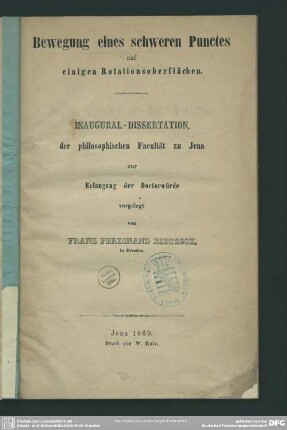 Bewegung eines schweren Punctes
auf
einigen Rotationsoberflächen.
INAUGURAL-DISSERTATION,
der philosophischen Facultät zu Jena
zur
Erlangung der Doctorwürde
vorgelegt
von
FRANZ FERDINAND
in Dresden.
Jena 1869.
Druck von W. Ratz.
DFG